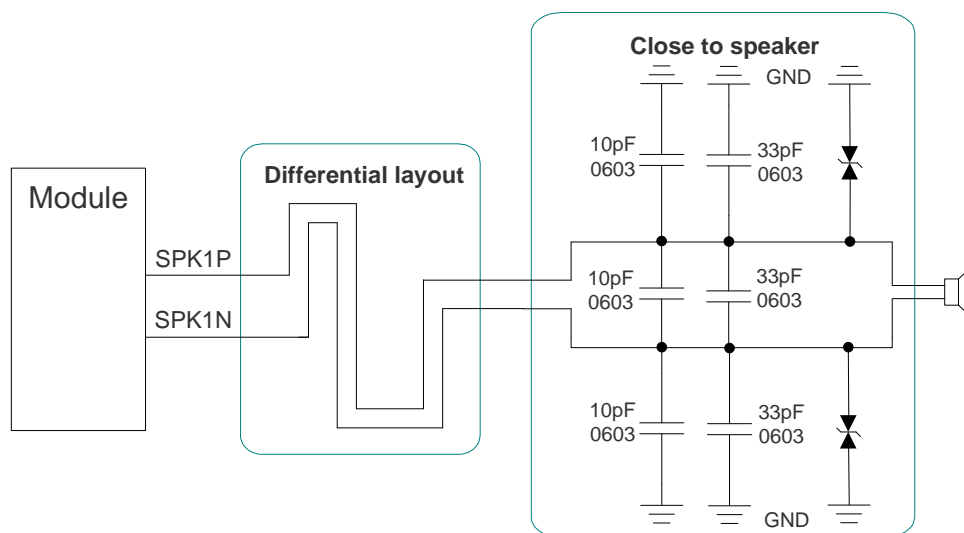 Close to speaker
GND
10pF
0603
33pF
0603
Differential layout
Module
SPK1P
10pF
0603
33pF
0603
SPK1N
10pF
0603
33pF
0603
GND